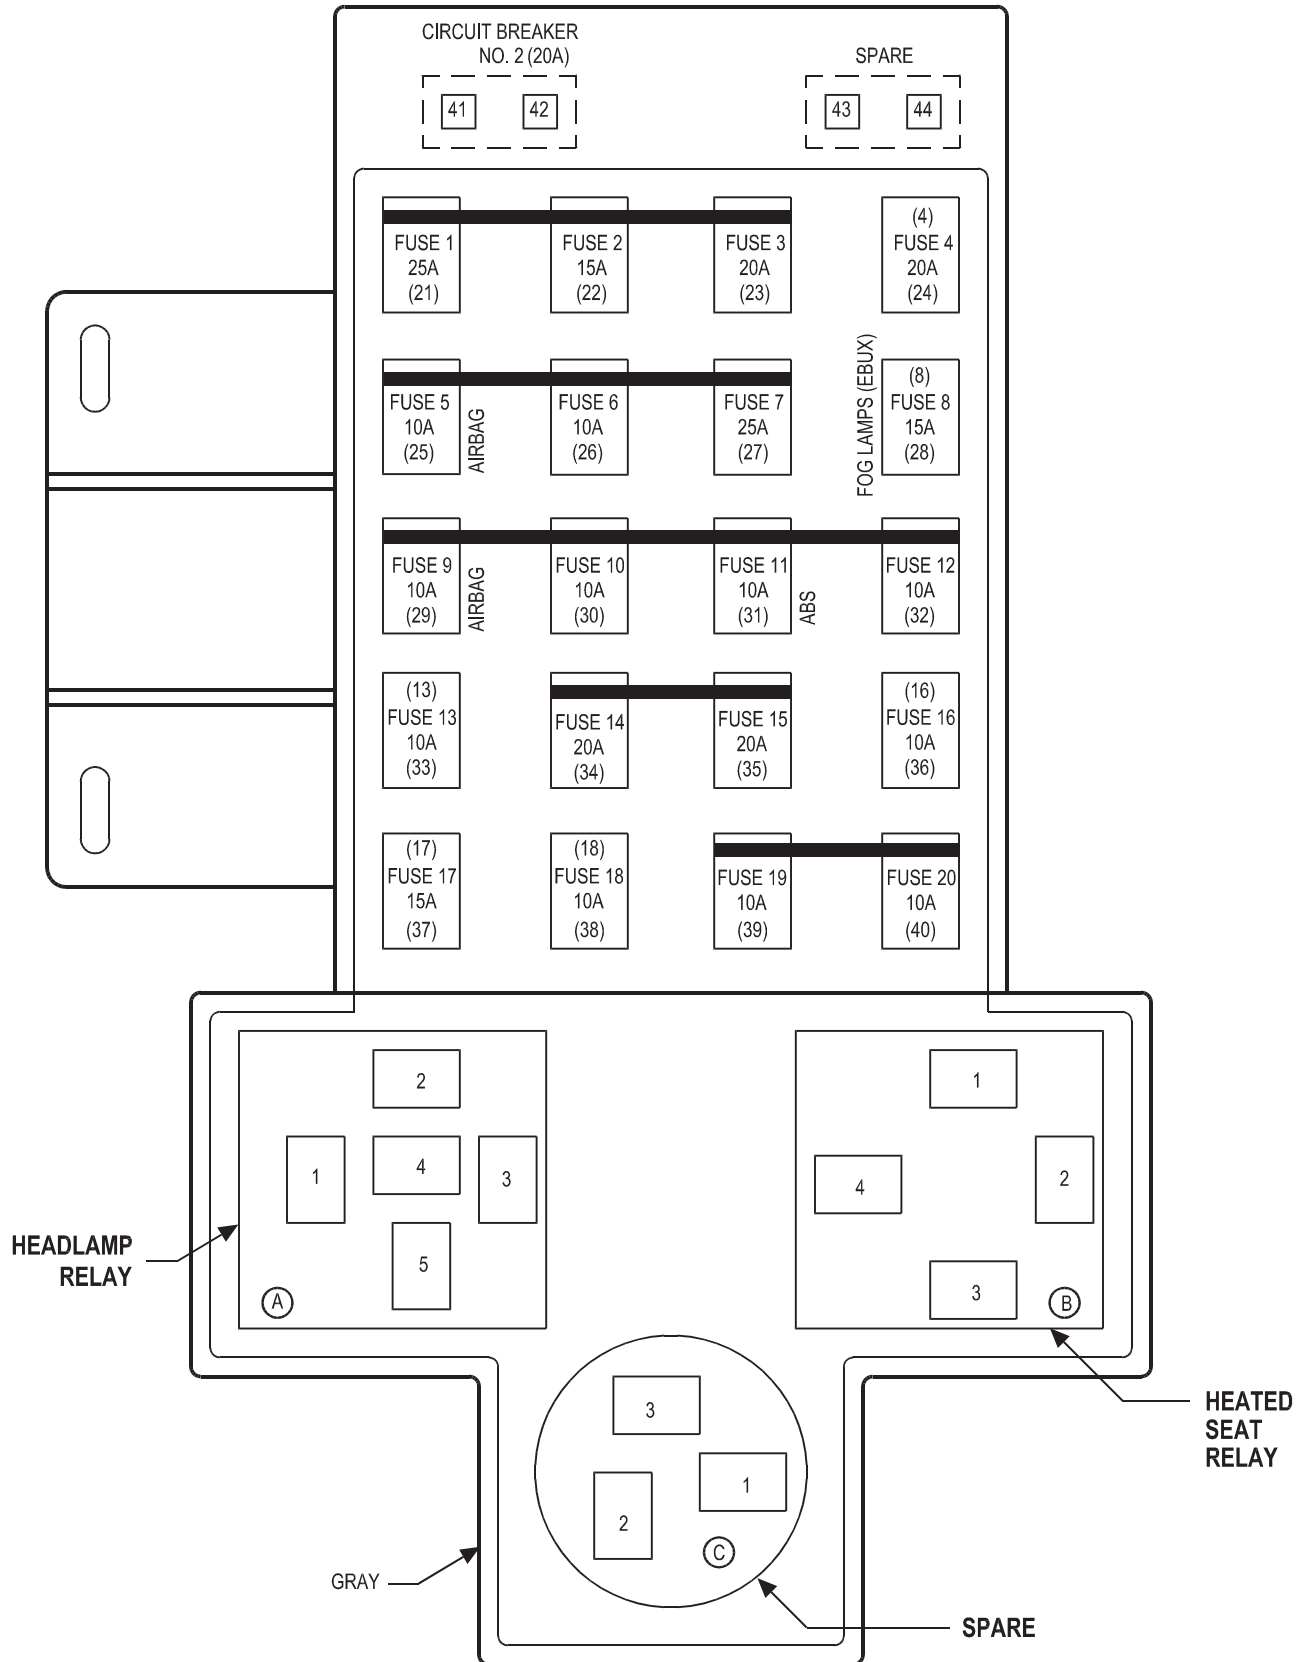 CIRCUIT BREAKER
NO. 2 (20A)
SPARE
41 42 43 44
(4)
FUSE 1 FUSE 2 FUSE 3 FUSE 4
25A 15A 20A 20A
(21) (22) (23) (24)
FOG LAMPS (EBUX)
(8)
FUSE 5 FUSE 6 FUSE 7 FUSE 8
10A 10A 25A 15A
(25) (26) (27) (28)
AIRBAG
FUSE 9 FUSE 10 FUSE 11 FUSE 12
10A 10A 10A 10A
(29) (30) (31) (32)
AIRBAG
ABS
(13) (16)
FUSE 13 FUSE 14 FUSE 15 FUSE 16
10A 20A 20A 10A
(33) (34) (35) (36)
(17) (18)
FUSE 17 FUSE 18 FUSE 19 FUSE 20
15A 10A 10A 10A
(37) (38) (39) (40)
2
1 4 3
5
A
HEADLAMP
RELAY
1
4 2
3
B
HEATED
SEAT
RELAY
3
1
2
C
GRAY
SPARE